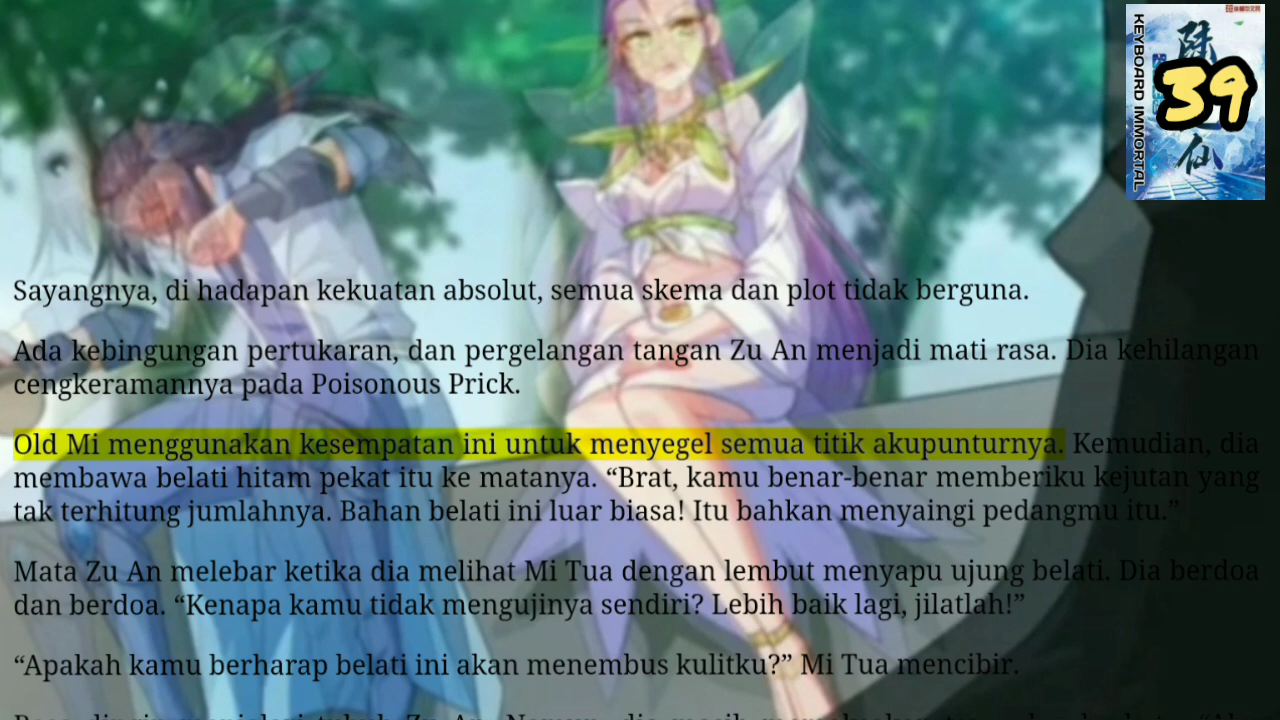 陆
仙
KEYBOARD IMMORTAL
39
Sayangnya, di hadapan kekuatan absolut, semua skema dan plot tidak berguna.
Ada kebingungan pertukaran, dan pergelangan tangan Zu An menjadi mati rasa. Dia kehilangan
cengkeramannya pada Poisonous Prick.
Old Mi menggunakan kesempatan ini untuk menyegel semua titik akupunturnya. Kemudian, dia
membawa belati hitam pekat itu ke matanya. “Brat, kamu benar-benar memberiku kejutan yang
tak terhitung jumlahnya. Bahan belati ini luar biasa! Itu bahkan menyaingi pedangmu itu.”
Mata Zu An melebar ketika dia melihat Mi Tua dengan lembut menyapu ujung belati. Dia berdoa
dan berdoa. “Kenapa kamu tidak mengujinya sendiri? Lebih baik lagi, jilatlah!”
“Apakah kamu berharap belati ini akan menembus kulitku?” Mi Tua mencibir.